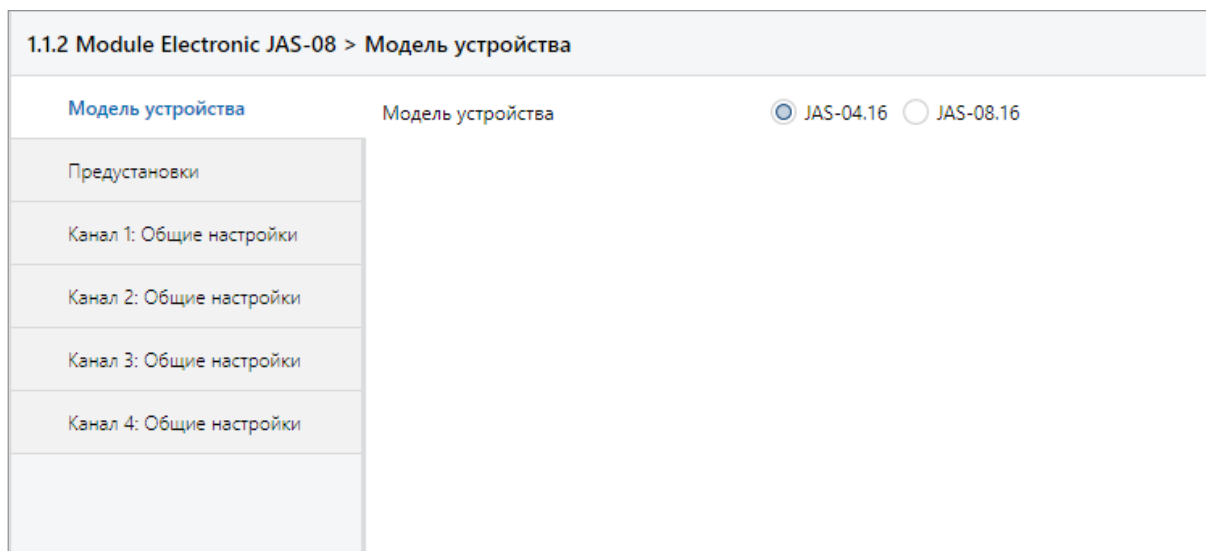 1.1.2 Module Electronic JAS-08 > Модель устройства
Модель устройства
Модель устройства
JAS-04.16
JAS-08.16
Предустановки
Канал 1: Общие настройки
Канал 2: Общие настройки
Канал 3: Общие настройки
Канал 4: Общие настройки